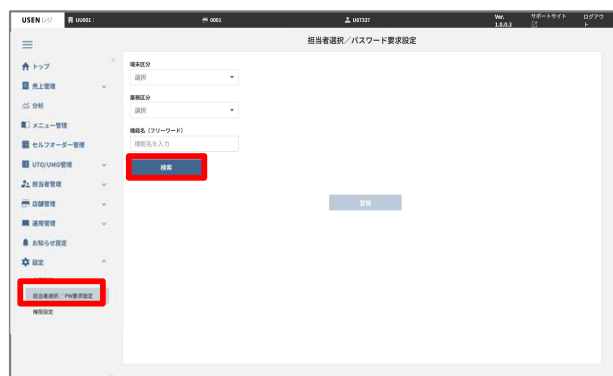 USEN レジ
UU001 :
0001
U67337
Ver. 1.0.0.3
サポートサイト
ログアウト
担当者選択／パスワード要求設定
トップ
売上管理
分析
メニュー管理
セルフオーダー管理
UTO/UMO管理
担当者管理
店舗管理
運用管理
お知らせ設定
設定
担当者選択／PW要求設定
権限設定
端末区分
選択
業務区分
選択
機能名（フリーワード）
機能名を入力
検索
登録